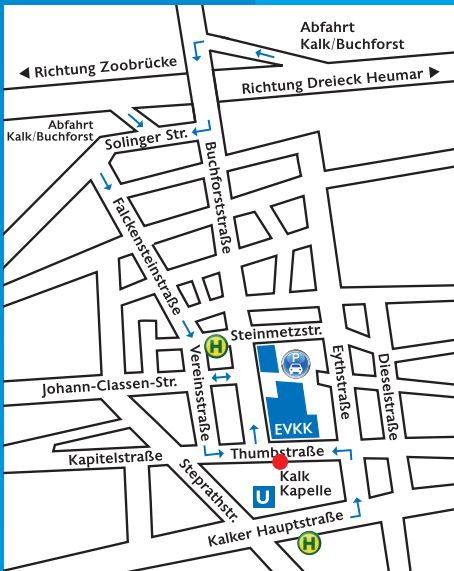 Abfahrt
Kalk/Buchforst
Richtung Zoobrücke
Richtung Dreieck Heumar
Abfahrt
Kalk/Buchforst
Solinger Str.
Buchforststraße
Falckensteinstraße
H
Steinmetzstr.
P
Vereinsstraße
Eythstraße
Dieselstraße
Johann-Classen-Str.
EVKK
Thumbstraße
Kapitelstraße
Kalk
Kapelle
U
Steprathstr.
Kalker Hauptstraße
H